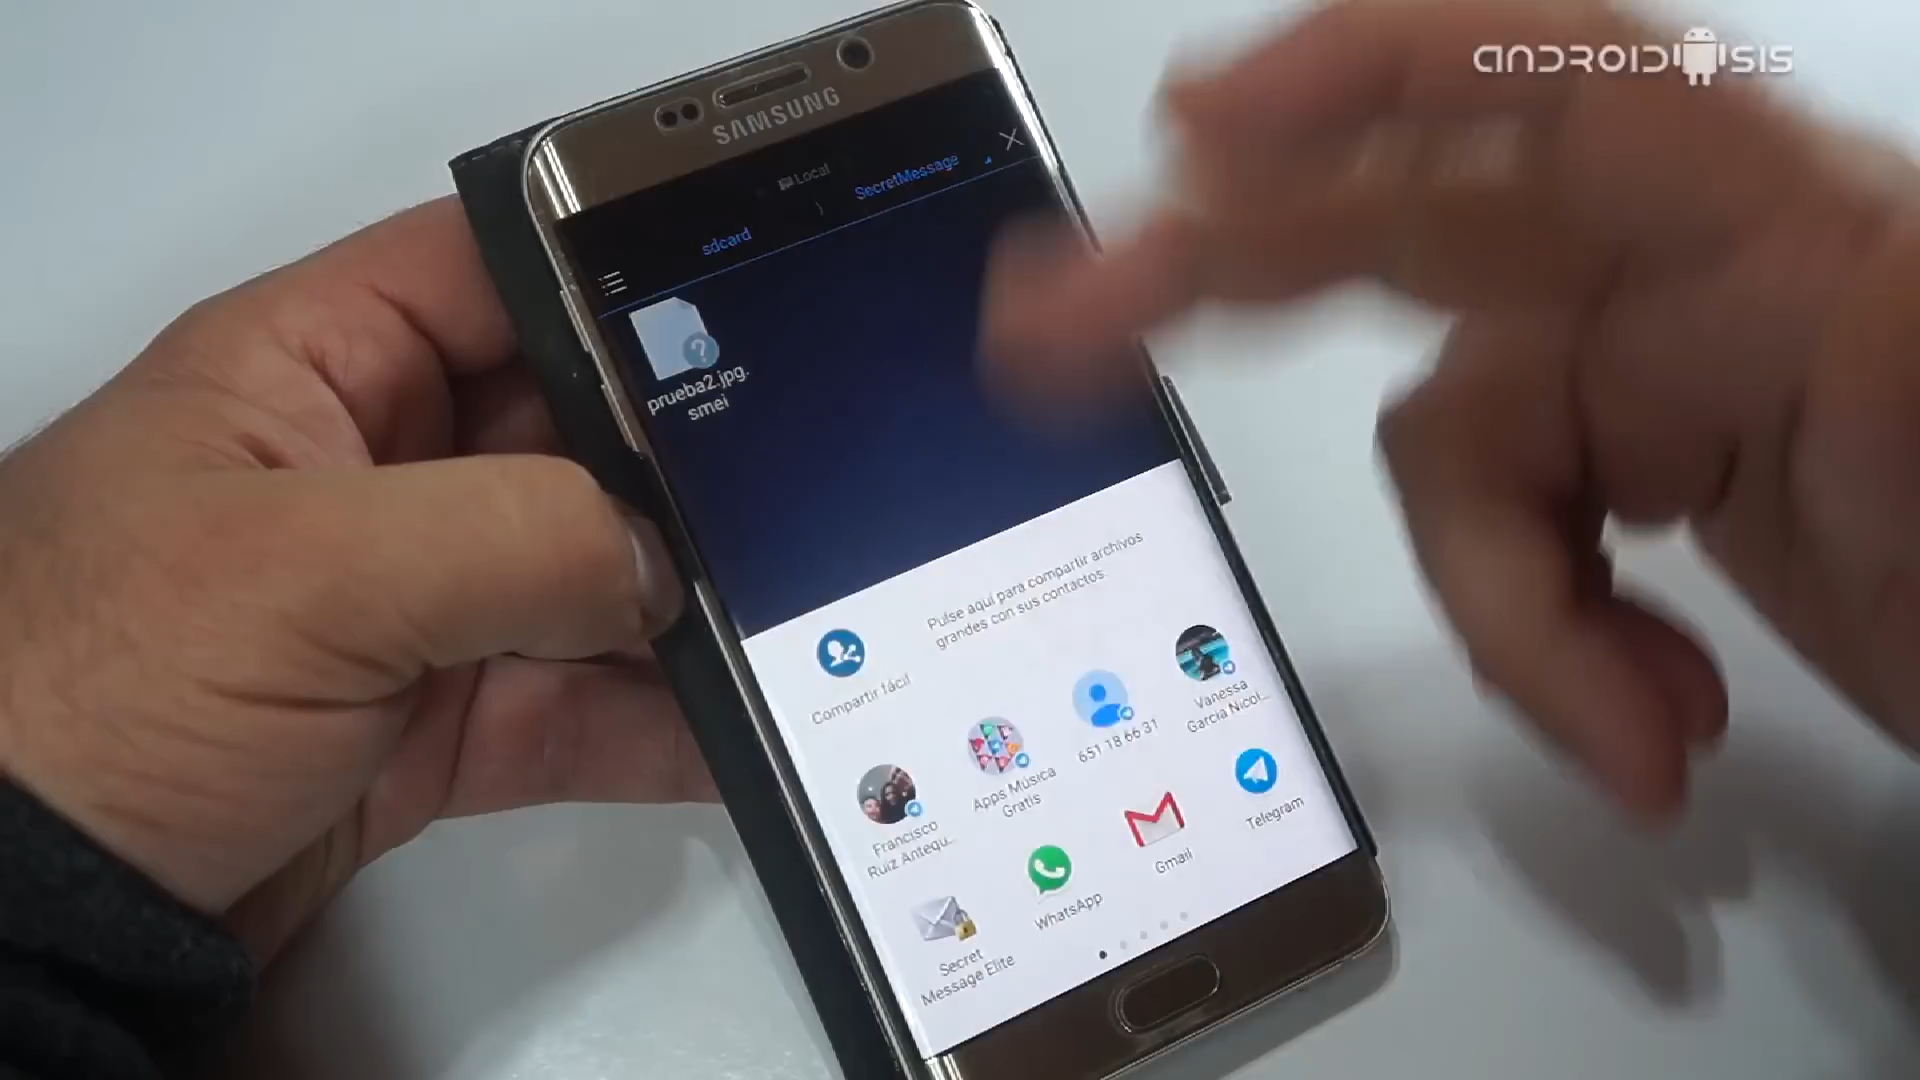 ANDROIDSIS
SAMSUNG
Local
sdcard
SecretMessage
prueba2.jpg.
smei
Pulse aquí para compartir archivos
grandes con sus contactos.
Compartir fácil
Francisco
Ruiz Antequ...
Apps Música
Gratis
651 18 66 31
Vanessa
Garcia Nicol...
Secret
Message Elite
WhatsApp
Gmail
Telegram